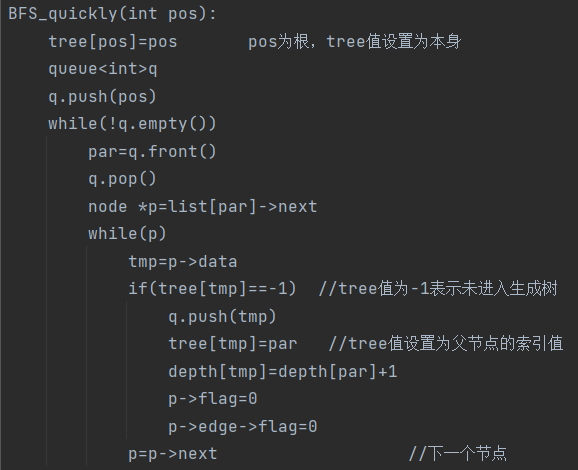 BFS_quickly(int pos):
    tree[pos]=pos       pos为根，tree值设置为本身
    queue<int>q
    q.push(pos)
    while(!q.empty())
        par=q.front()
        q.pop()
        node *p=list[par]->next
        while(p)
            tmp=p->data
            if(tree[tmp]==-1)  //tree值为-1表示未进入生成树
                q.push(tmp)
                tree[tmp]=par   //tree值设置为父节点的索引值
                depth[tmp]=depth[par]+1
                p->flag=0
                p->edge->flag=0
            p=p->next                   //下一个节点